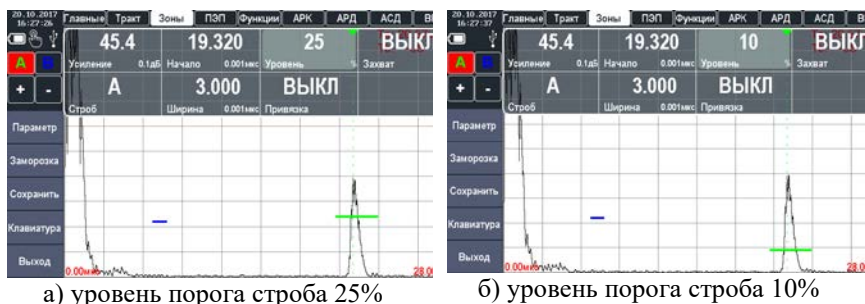 20.10.2017
16:27:26
Главные Тракт Зоны ПЭП Функции АРК АРД АСД
45.4 19.320 25 ВЫКЛ
Усиление 0.1дБ Начало 0.001мкс Уровень % Захват
А В
+ -
А 3.000 ВЫКЛ
Строб Ширина 0.001мкс Привязка
Параметр
Заморозка
Сохранить
Клавиатура
Выход
0.00мкс 28.0
а) уровень порога строба 25%
20.10.2017
16:27:37
Главные Тракт Зоны ПЭП Функции АРК АРД АСД
45.4 19.320 10 ВЫКЛ
Усиление 0.1дБ Начало 0.001мкс Уровень % Захват
А В
+ -
А 3.000 ВЫКЛ
Строб Ширина 0.001мкс Привязка
Параметр
Заморозка
Сохранить
Клавиатура
Выход
0.00мкс 28.0
б) уровень порога строба 10%